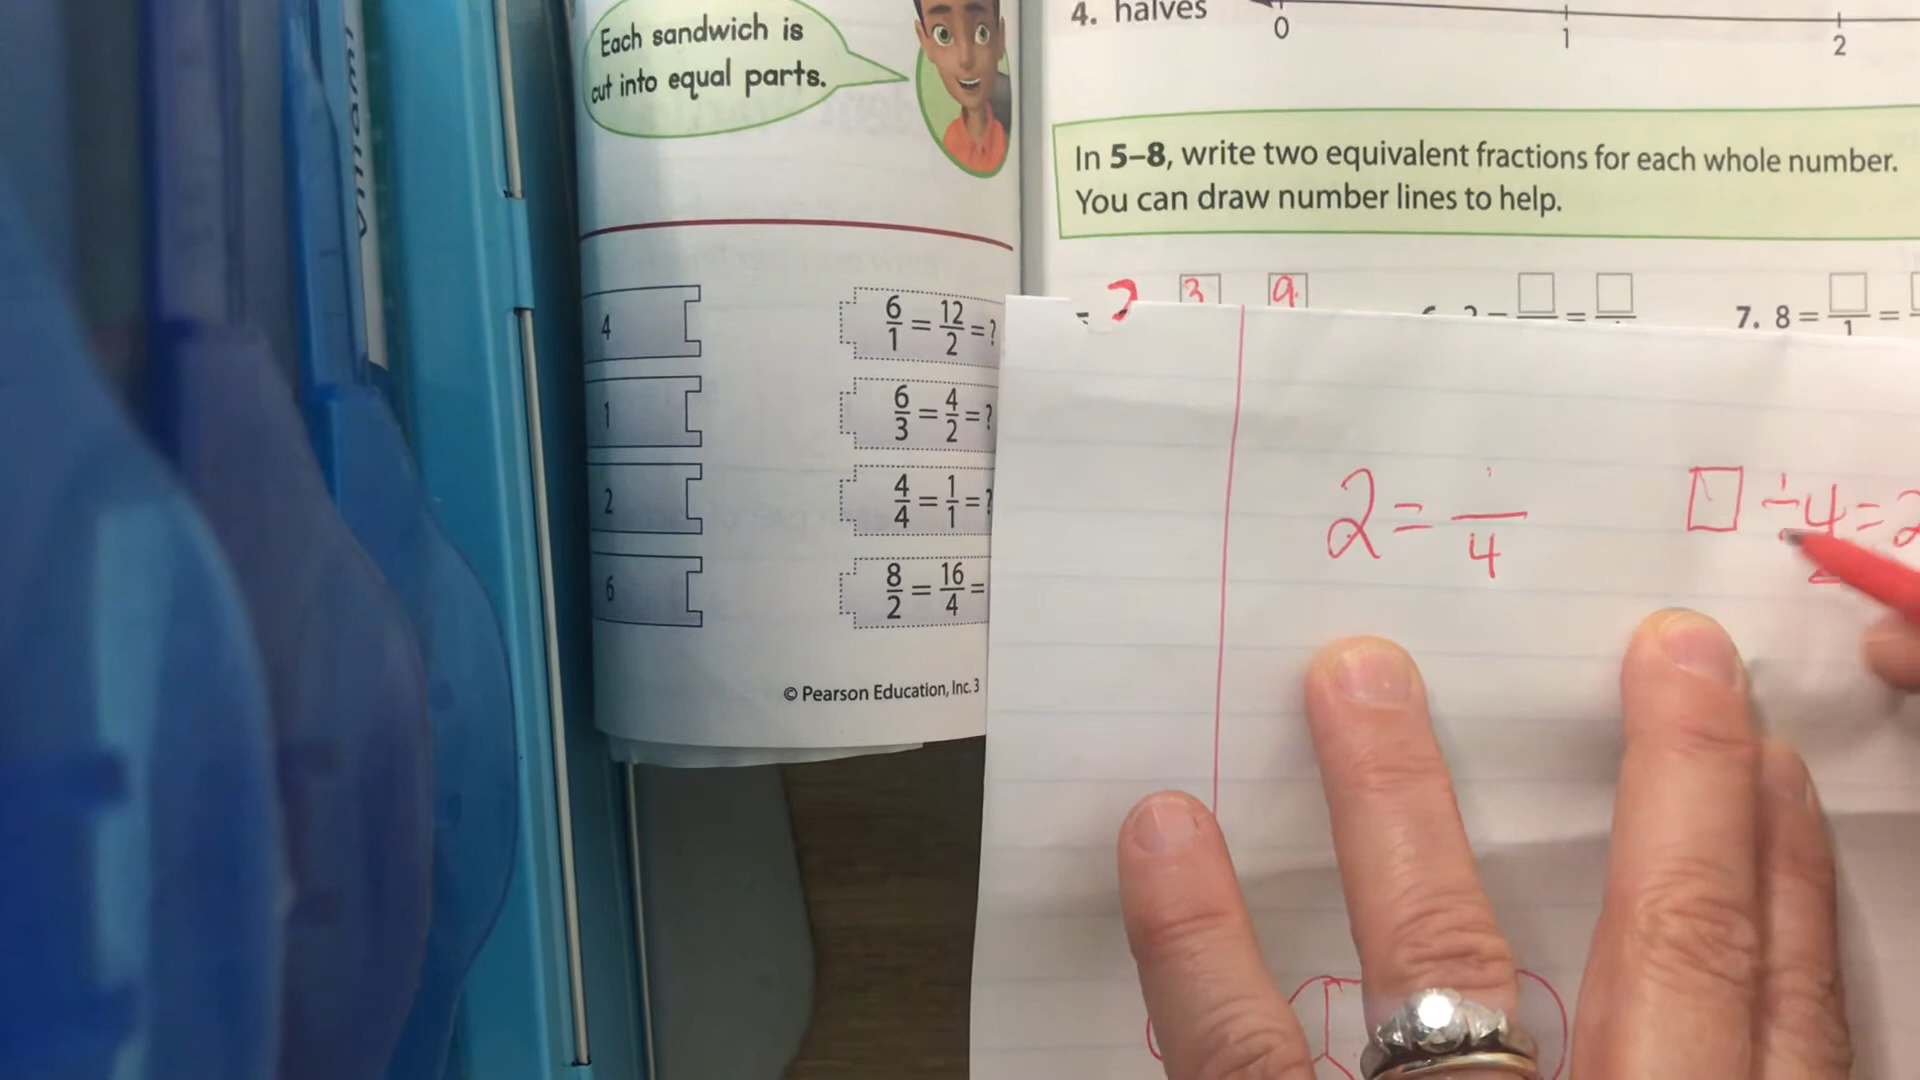 Each sandwich is
cut into equal parts.
4
6/1 = 12/2 = ?
1
6/3 = 4/2 = ?
2
4/4 = 1/1 = ?
6
8/2 = 16/4 =
© Pearson Education, Inc. 3
4. halves
0 1 2
In 5–8, write two equivalent fractions for each whole number.
You can draw number lines to help.
3 9
7. 8 = □/1 =
2 = _/4
□ ÷ 4 = 2